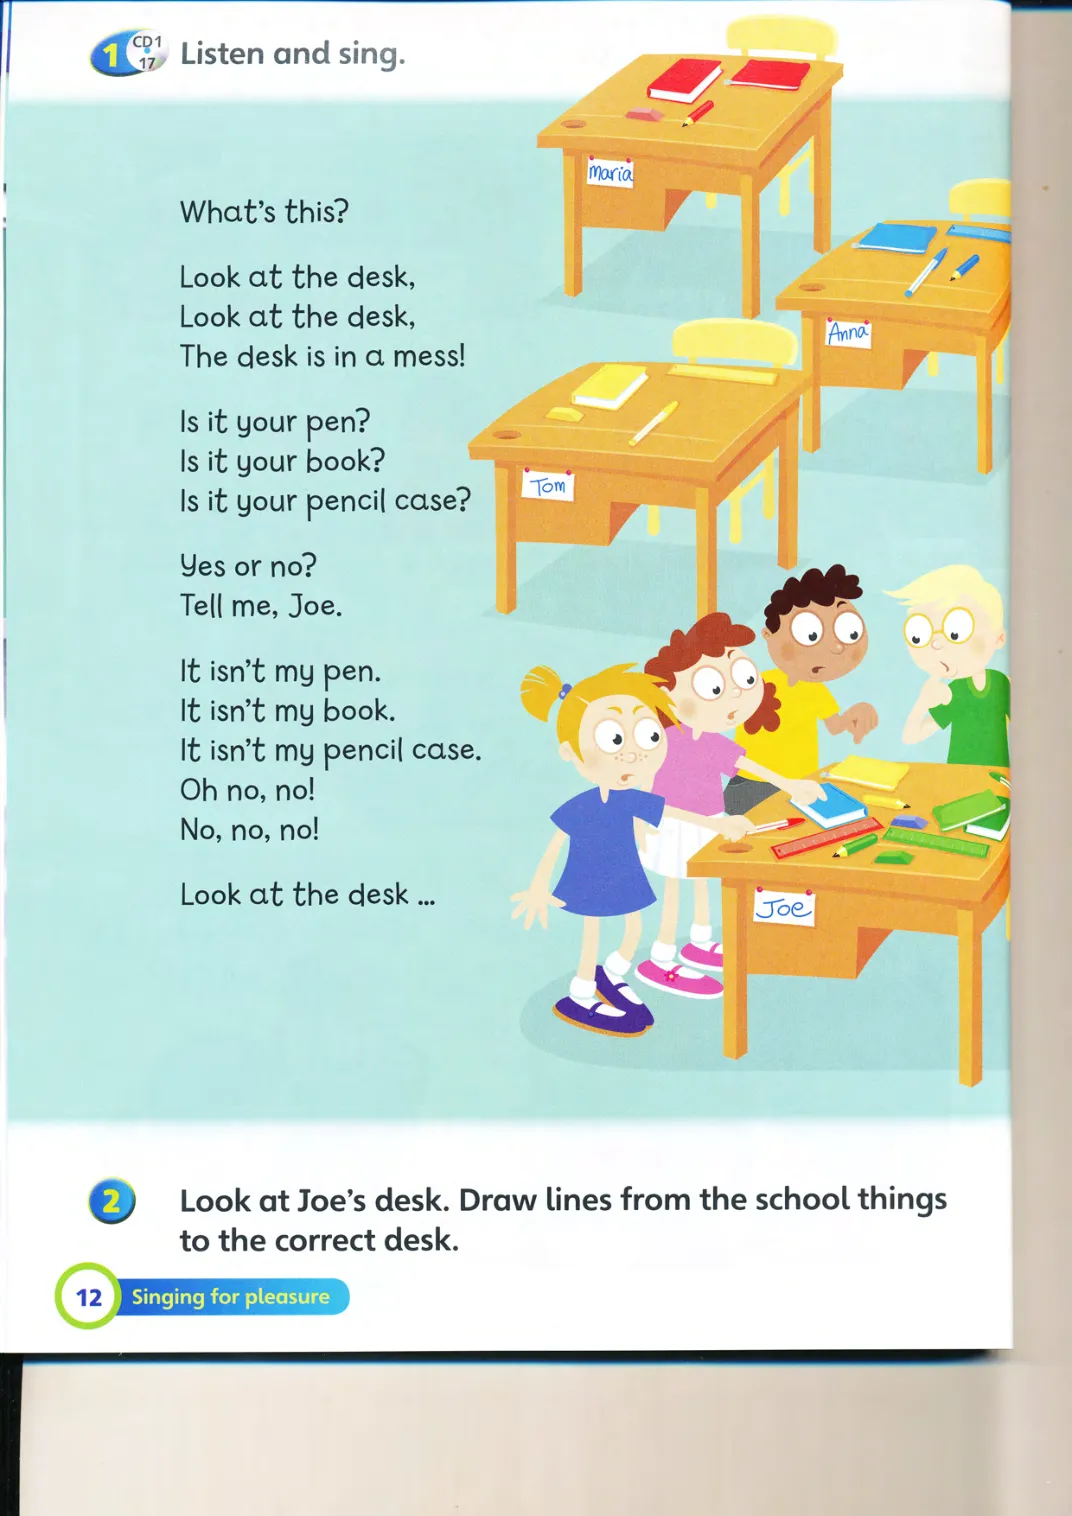 1 CD1 17 Listen and sing.
What's this?
Look at the desk,
Look at the desk,
The desk is in a mess!
Is it your pen?
Is it your book?
Is it your pencil case?
Yes or no?
Tell me, Joe.
It isn't my pen.
It isn't my book.
It isn't my pencil case.
Oh no, no!
No, no, no!
Look at the desk ...
maria
Anna
Tom
Joe
2 Look at Joe's desk. Draw lines from the school things
to the correct desk.
12 Singing for pleasure